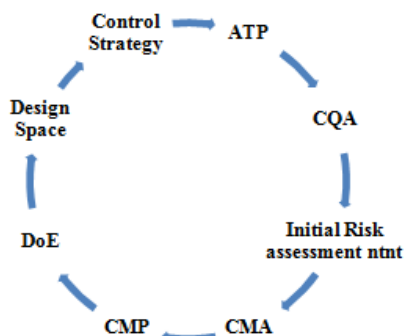 Control
Strategy
ATP
CQA
Initial Risk
assessment ntnt
CMA
CMP
DoE
Design
Space